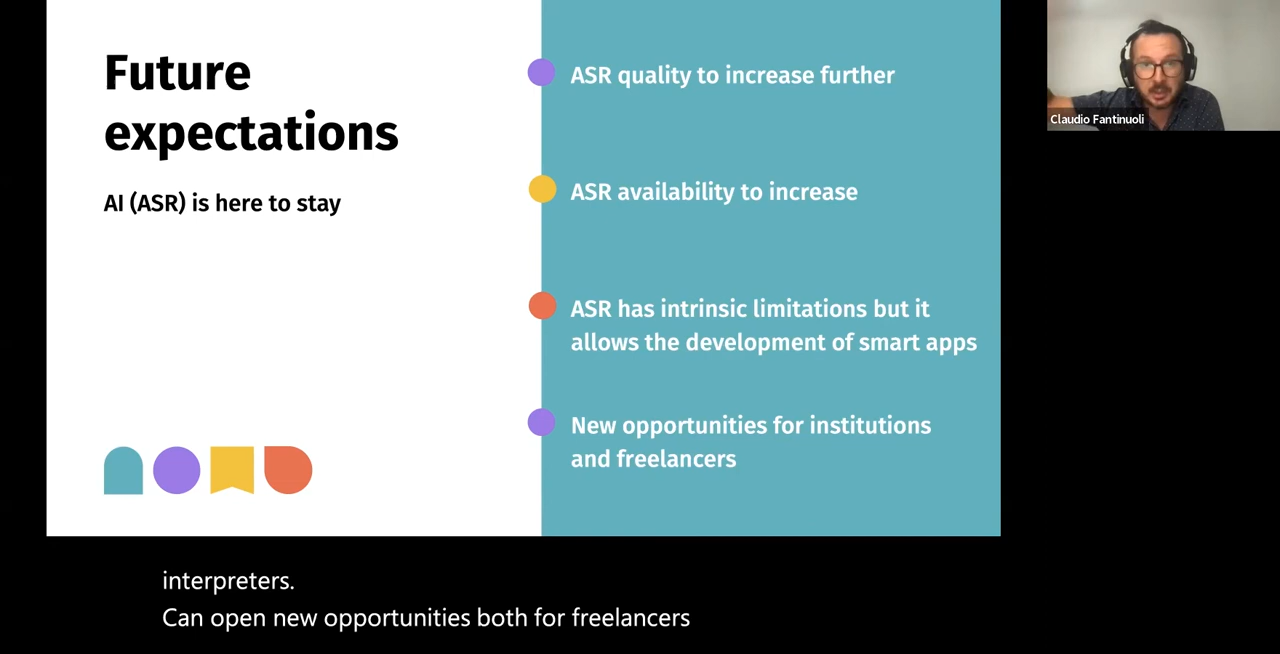 Future
expectations
AI (ASR) is here to stay
ASR quality to increase further
ASR availability to increase
ASR has intrinsic limitations but it
allows the development of smart apps
New opportunities for institutions
and freelancers
Claudio Fantinuoli
interpreters.
Can open new opportunities both for freelancers